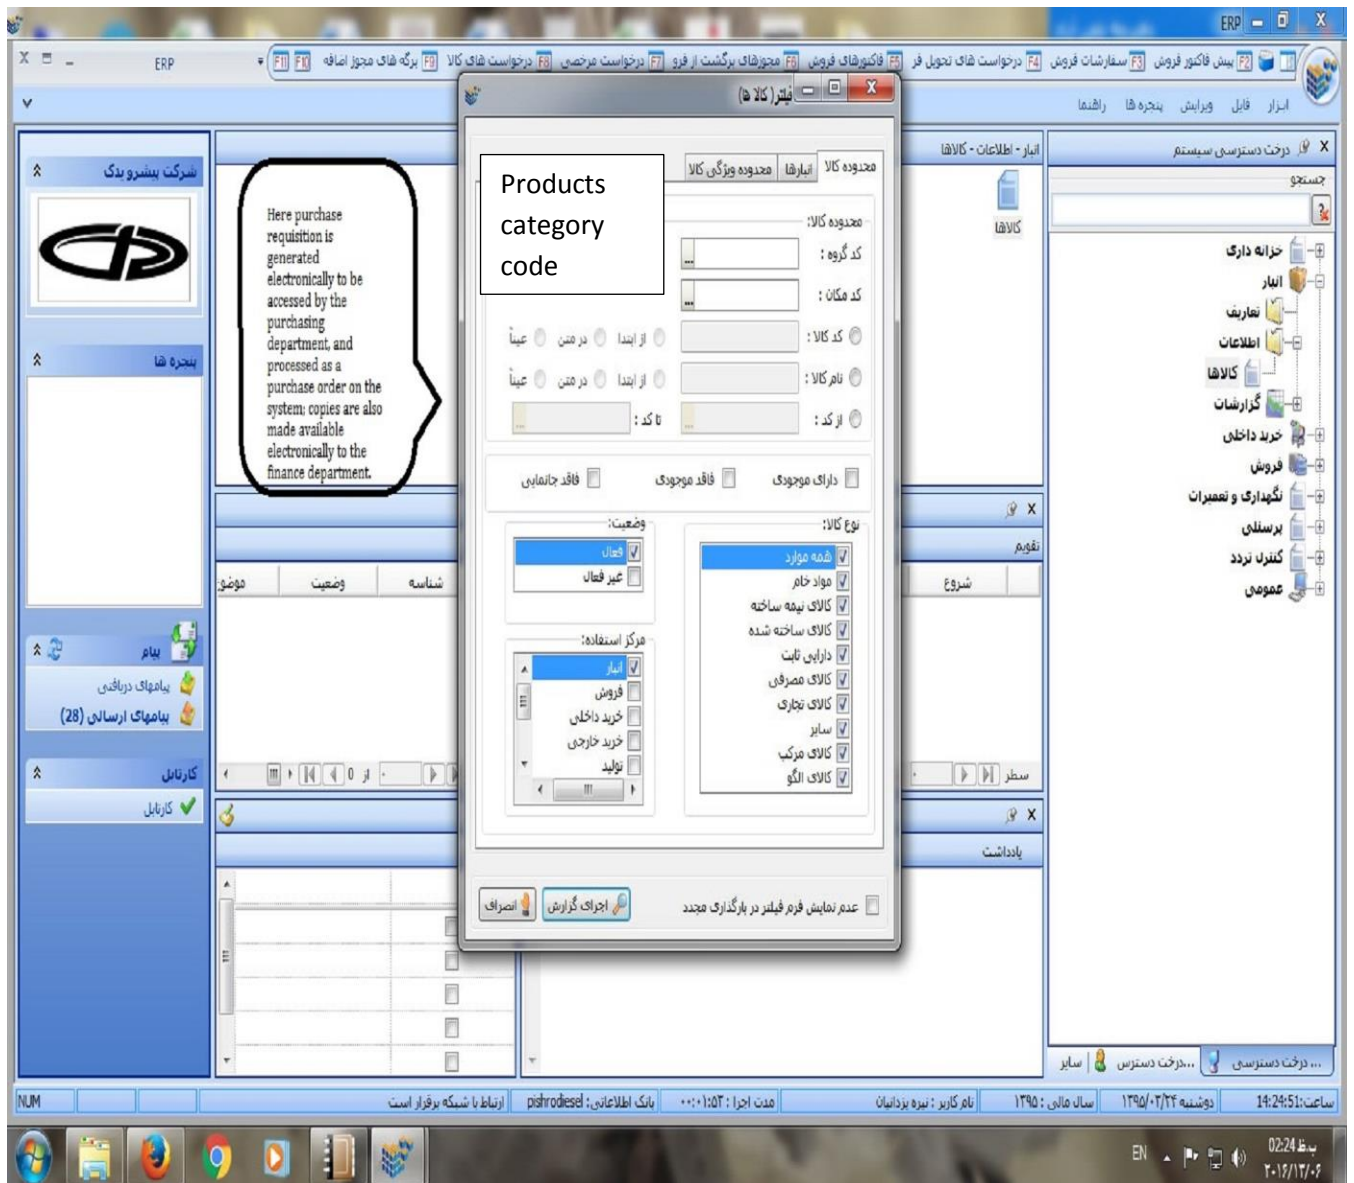 ERP
پیش فاکتور فروش F2
سفارشات فروش F3
درخواست های تحویل فر F4
فاکتورهای فروش F5
مجوزهای برگشت از فرو F6
درخواست مرخصی F7
درخواست های کالا F8
برگه های مجوز اضافه F9
F10 F11
ERP
ابزار فایل ویرایش پنجره ها راهنما
درخت دسترسی سیستم
جستجو
خزانه داری
انبار
تعاریف
اطلاعات
کالاها
گزارشات
خرید داخلی
فروش
نگهداری و تعمیرات
پرسنلی
کنترل تردد
عمومی
درخت دسترسی ...
درخت دسترس...
سایر
انبار - اطلاعات - کالاها
کالاها
تقویم
شروع
شناسه
وضعیت
موضو:
سطر
از 0
یادداشت
فیلتر( کالا ها)
محدوده کالا
انبارها
محدوده ویژگی کالا
Products
category
code
محدوده کالا:
کد گروه :
کد مکان :
کد کالا :
از ابتدا در متن عیناً
نام کالا :
از ابتدا در متن عیناً
از کد :
تا کد :
دارای موجودی
فاقد موجودی
فاقد جانمایی
نوع کالا:
همه موارد
مواد خام
کالای نیمه ساخته
کالای ساخته شده
دارایی ثابت
کالای مصرفی
کالای تجاری
سایر
کالای مرکب
کالای الگو
وضعیت:
فعال
غیر فعال
مرکز استفاده:
انبار
فروش
خرید داخلی
خرید خارجی
تولید
عدم نمایش فرم فیلتر در بارگذاری مجدد
اجرای گزارش
انصراف
Here purchase
requisition is
generated
electronically to be
accessed by the
purchasing
department, and
processed as a
purchase order on the
system; copies are also
made available
electronically to the
finance department.
شرکت پیشرو یدک
پنجره ها
پیام
پیامهای دریافتی
پیامهای ارسالی (28)
کارتابل
کارتابل
ساعت:14:24:51
دوشنبه ۱۳۹۵/۰۳/۲۴
سال مالی : ۱۳۹۵
نام کاربر : نیره یزدانیان
مدت اجرا : ۰۰:۰۱:۵۳
بانک اطلاعاتی: pishrodiesel
ارتباط با شبکه برقرار است
NUM
EN
02:24 ب.ظ
۲۰۱۶/۱۳/۰۶